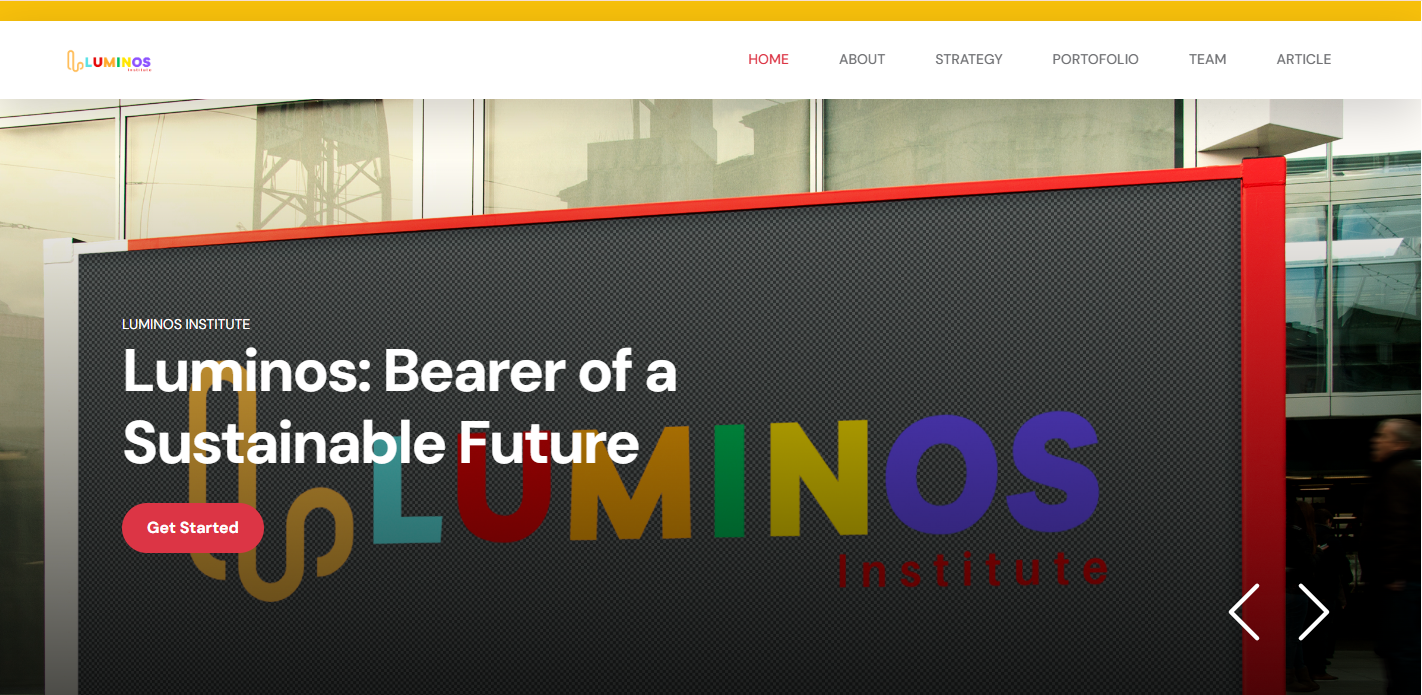 LUMINOS
Institute
HOME ABOUT STRATEGY PORTOFOLIO TEAM ARTICLE
LUMINOS INSTITUTE
Luminos: Bearer of a
Sustainable Future
Get Started
LUMINOS
Institute